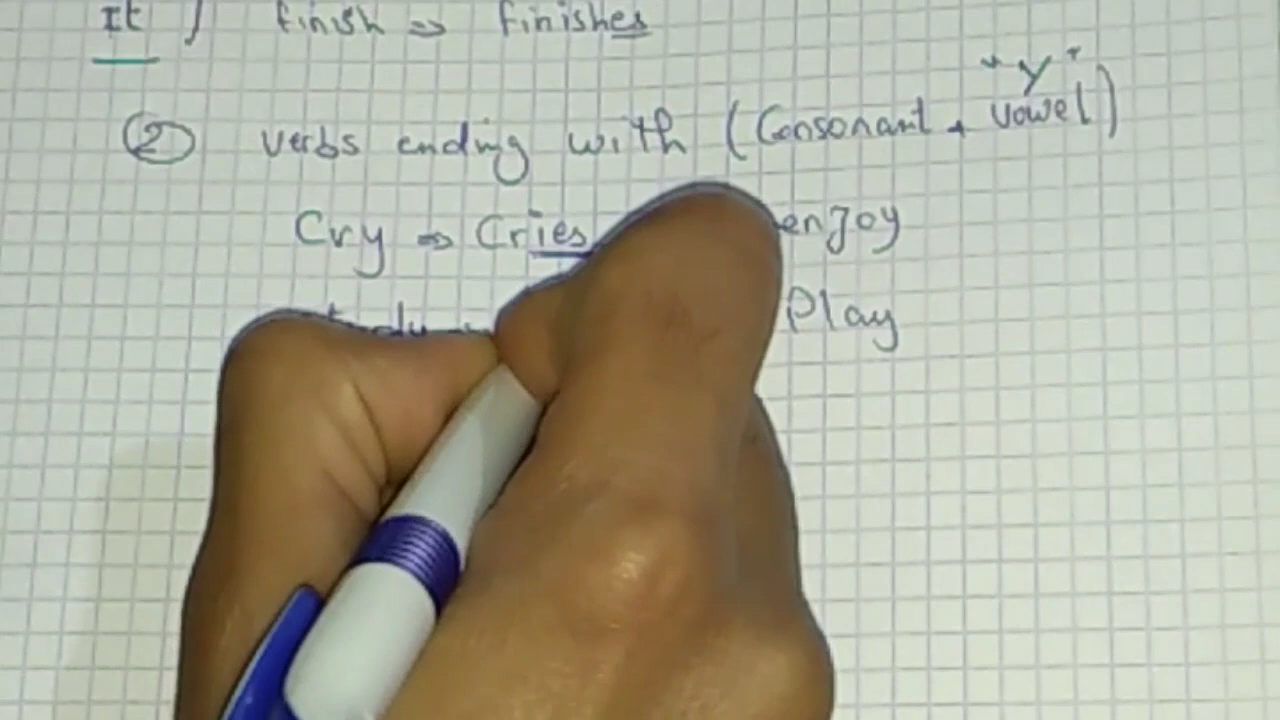 It } finish => finishes
"y"
② verbs ending with (Consonant + vowel)
Cry => Cries enjoy
Play